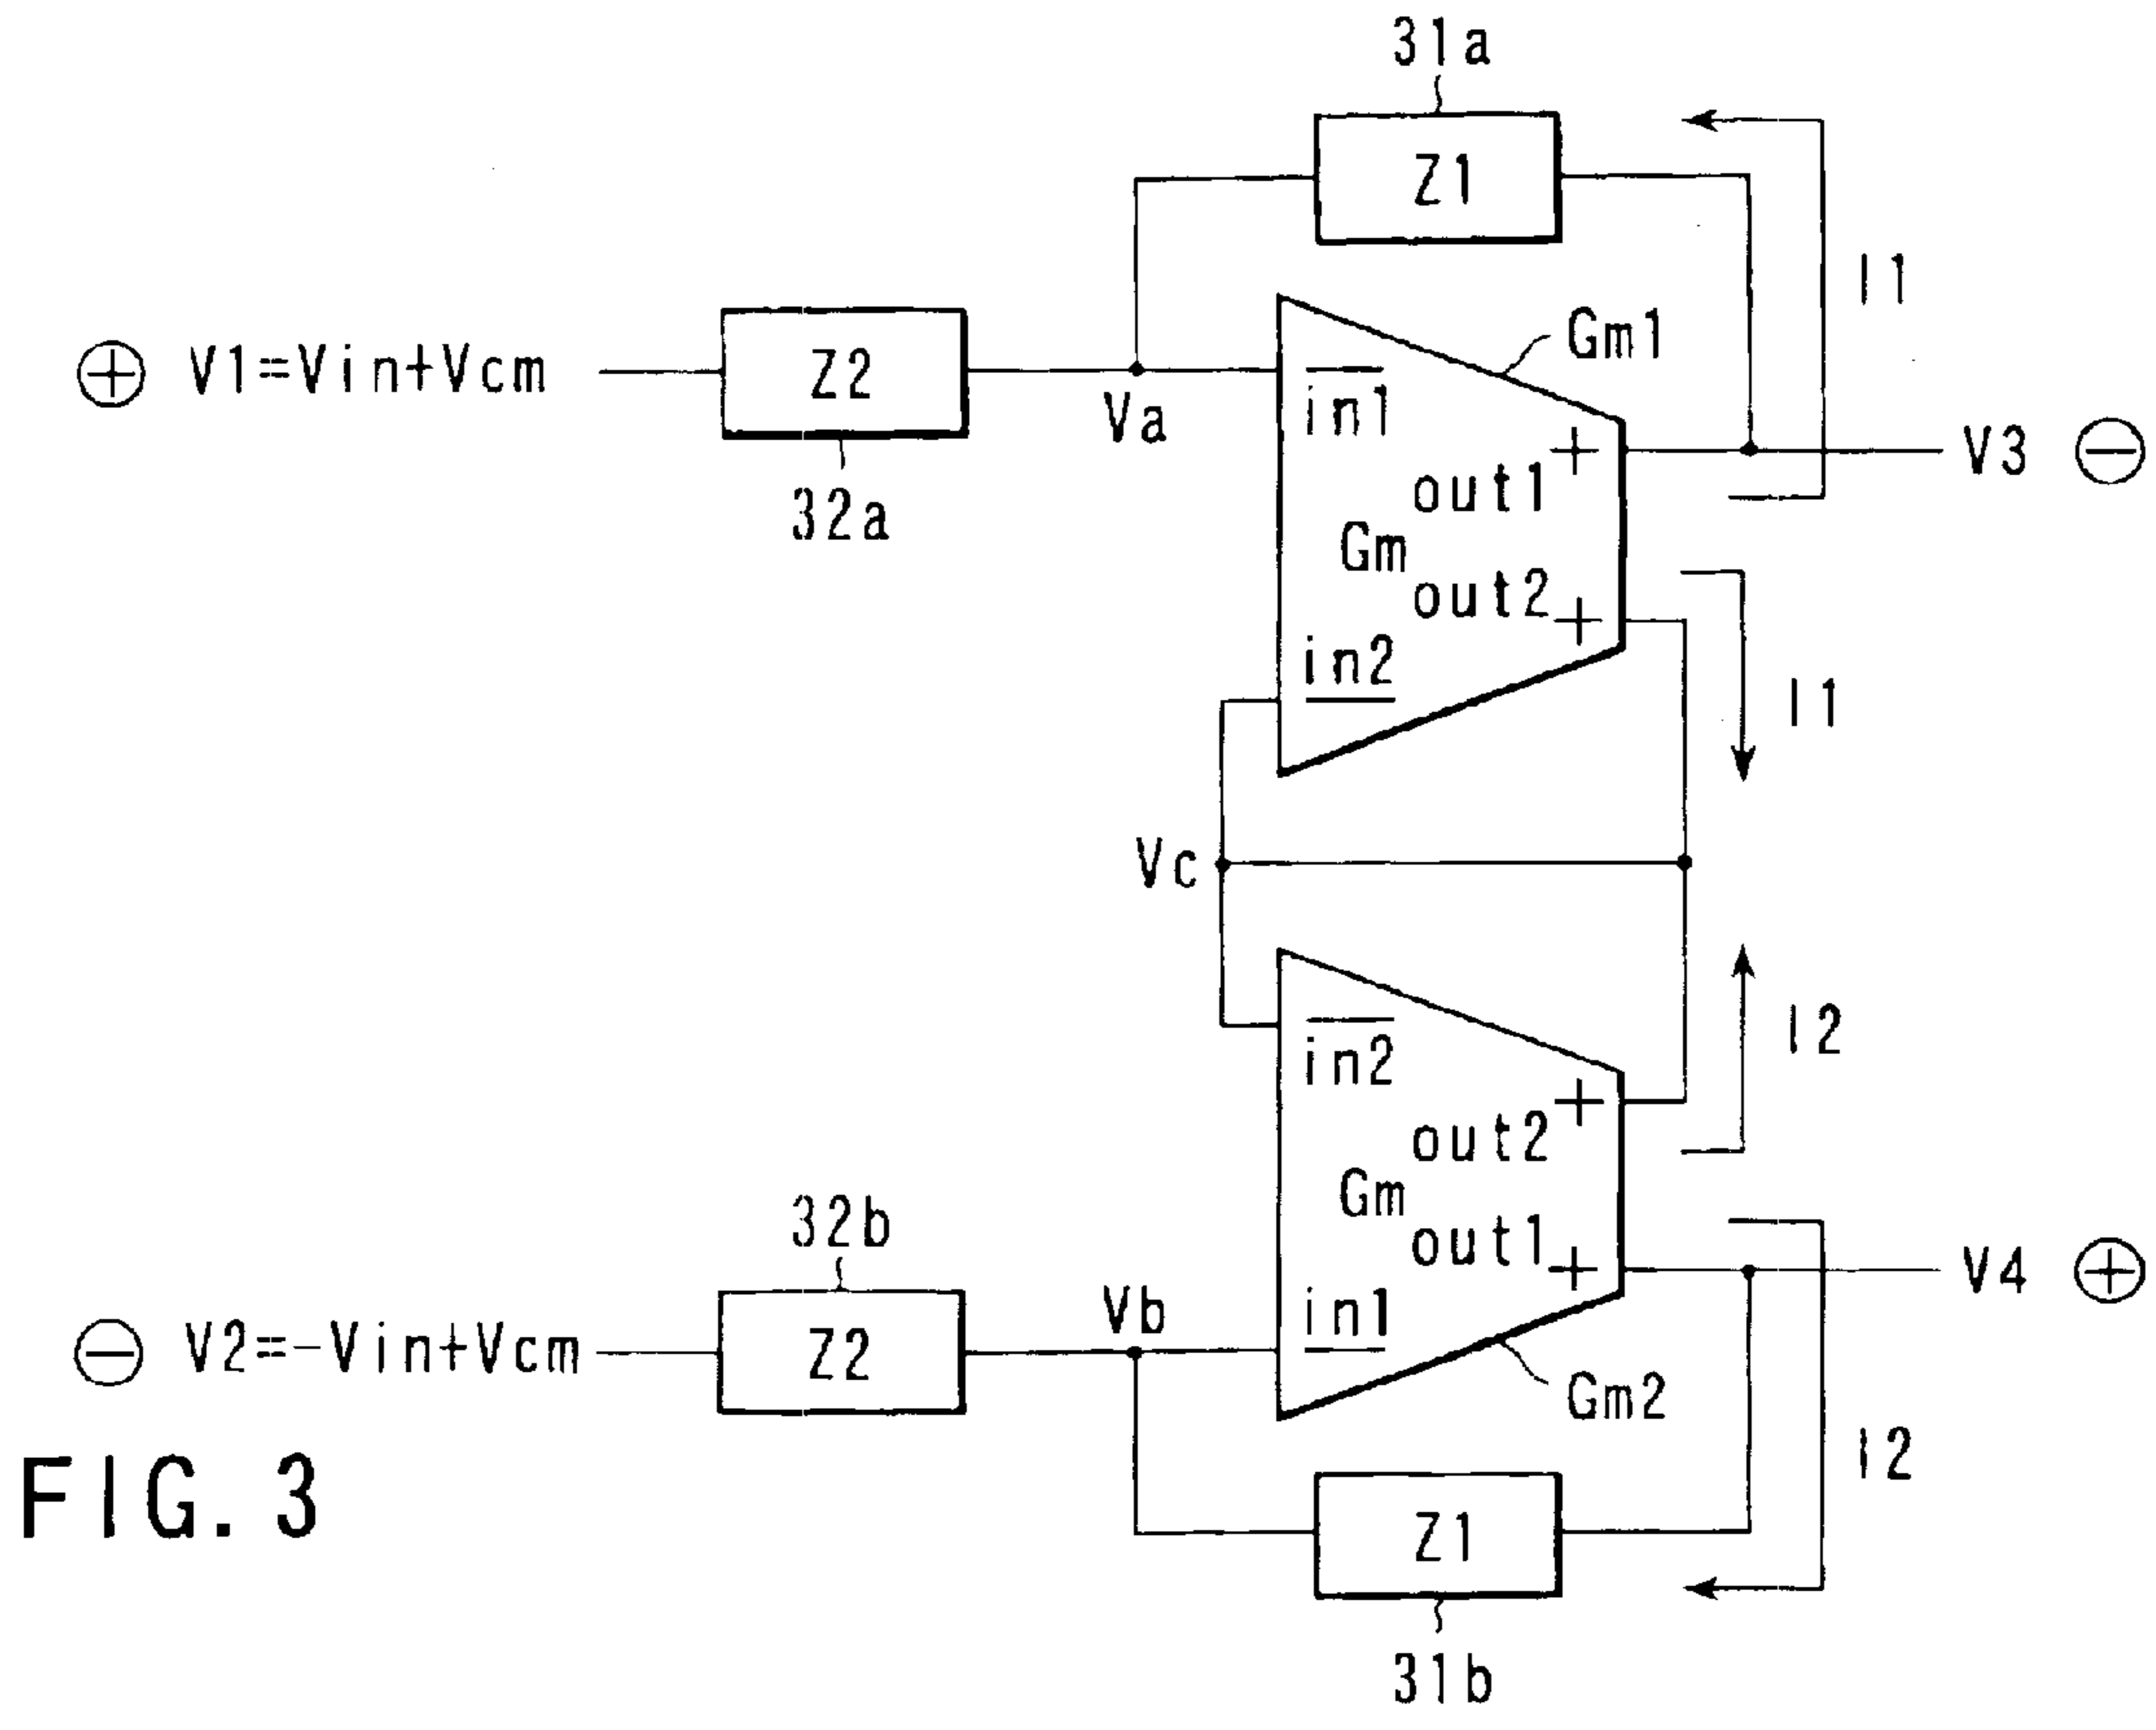 31a
Z1
I1
⊕ V1=Vin+Vcm
Z2
32a
Va
Gm1
in1
+
out1
V3 ⊖
Gm
out2
+
in2
I1
Vc
in2
+
out2
I2
Gm
out1
+
V4 ⊕
in1
32b
Vb
⊖ V2=-Vin+Vcm
Z2
Gm2
I2
Z1
31b
FIG. 3